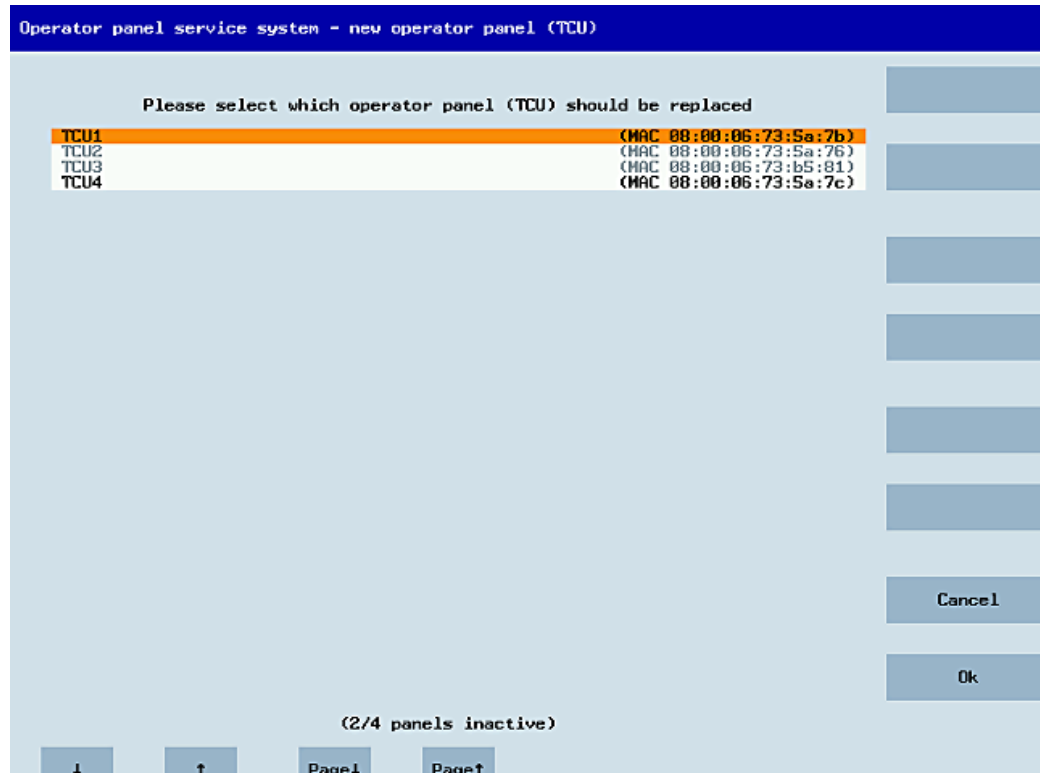 Operator panel service system - new operator panel (TCU)
Please select which operator panel (TCU) should be replaced
TCU1 (MAC 08:00:06:73:5a:7b)
TCU2 (MAC 08:00:06:73:5a:76)
TCU3 (MAC 08:00:06:73:b5:81)
TCU4 (MAC 08:00:06:73:5a:7c)
Cancel
Ok
(2/4 panels inactive)
↓ ↑ Page↓ Page↑